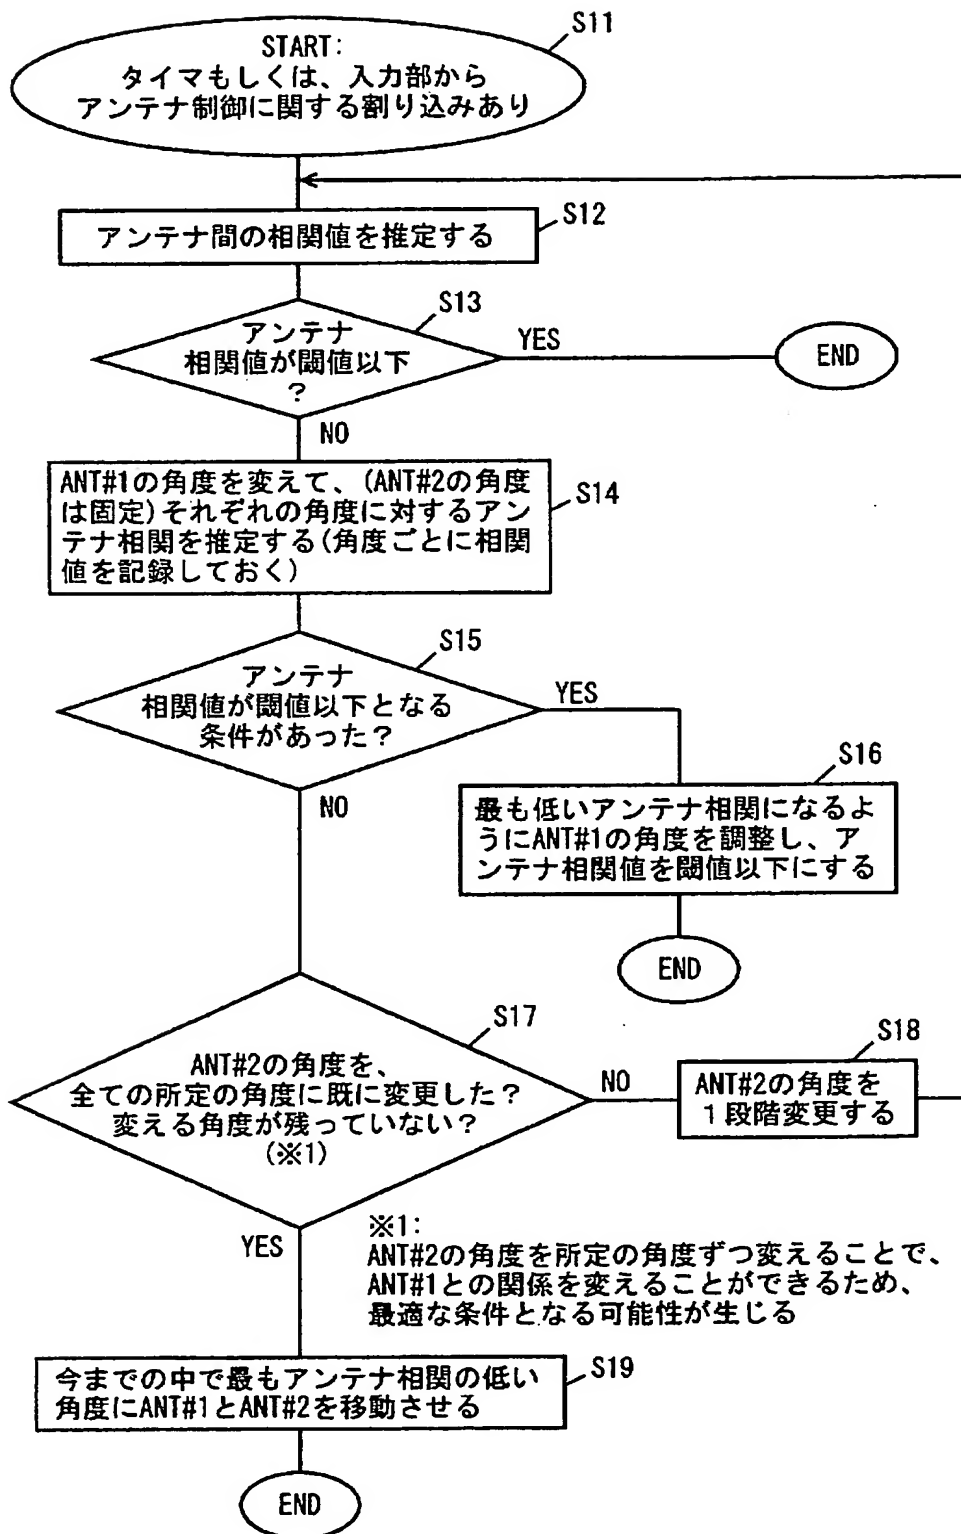 S11
START:
タイマもしくは、入力部から
アンテナ制御に関する割り込みあり
S12
アンテナ間の相関値を推定する
S13
アンテナ
相関値が閾値以下
?
YES
END
NO
ANT#1の角度を変えて、(ANT#2の角度
は固定)それぞれの角度に対するアン
テナ相関を推定する(角度ごとに相関
値を記録しておく)
S14
S15
アンテナ
相関値が閾値以下となる
条件があった?
YES
NO
S16
最も低いアンテナ相関になるよ
うにANT#1の角度を調整し、ア
ンテナ相関値を閾値以下にする
END
S17
ANT#2の角度を、
全ての所定の角度に既に変更した?
変える角度が残っていない?
(※1)
NO
S18
ANT#2の角度を
1段階変更する
YES
※1:
ANT#2の角度を所定の角度ずつ変えることで、
ANT#1との関係を変えることができるため、
最適な条件となる可能性が生じる
S19
今までの中で最もアンテナ相関の低い
角度にANT#1とANT#2を移動させる
END